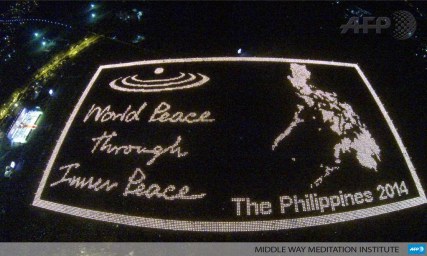 AFP
World Peace
through
Inner Peace
The Philippines 2014
MIDDLE WAY MEDITATION INSTITUTE
AFP